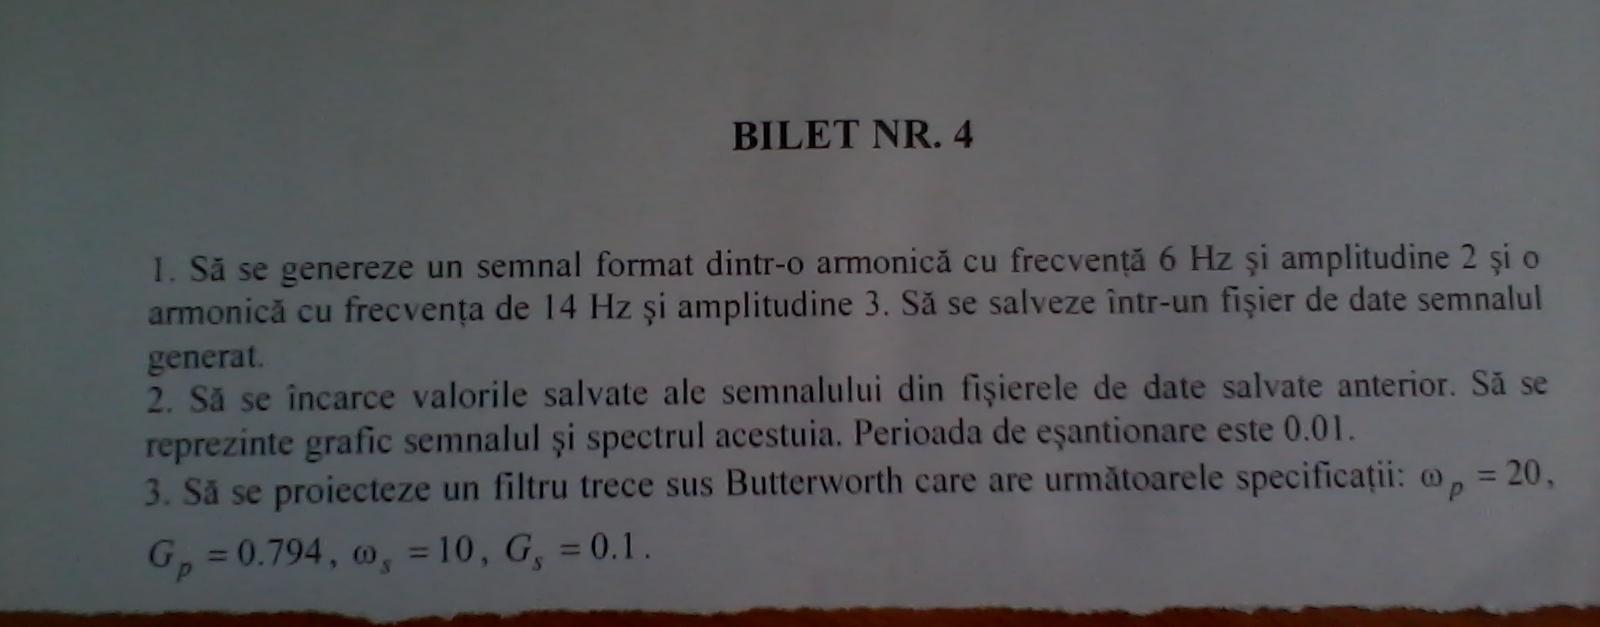 BILET NR. 4
1. Să se genereze un semnal format dintr-o armonică cu frecvență 6 Hz şi amplitudine 2 şi o
armonică cu frecvenţa de 14 Hz şi amplitudine 3. Să se salveze într-un fişier de date semnalul
generat.
2. Să se încarce valorile salvate ale semnalului din fişierele de date salvate anterior. Să se
reprezinte grafic semnalul şi spectrul acestuia. Perioada de eşantionare este 0.01.
3. Să se proiecteze un filtru trece sus Butterworth care are următoarele specificaţii: ω_p = 20,
G_p = 0.794, ω_s = 10, G_s = 0.1.